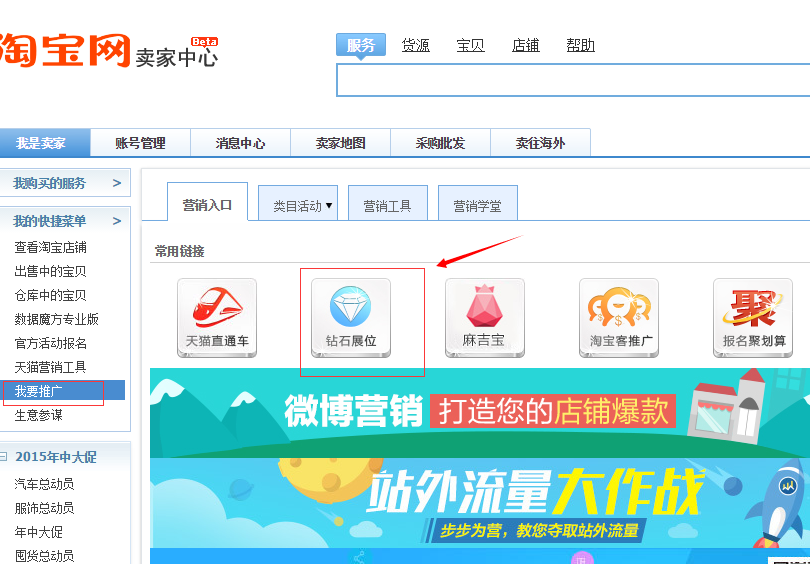 淘宝网 卖家中心 Beta
服务 货源 宝贝 店铺 帮助
我是卖家 账号管理 消息中心 卖家地图 采购批发 卖往海外
我购买的服务 >
我的快捷菜单 >
查看淘宝店铺
出售中的宝贝
仓库中的宝贝
数据魔方专业版
官方活动报名
天猫营销工具
我要推广
生意参谋
2015年中大促
汽车总动员
服饰总动员
年中大促
囤货总动员
营销入口 类目活动 营销工具 营销学堂
常用链接
天猫直通车 钻石展位 麻吉宝 淘宝客推广 聚 报名聚划算
微博营销 打造您的店铺爆款
站外流量大作战
步步为营，教您夺取站外流量